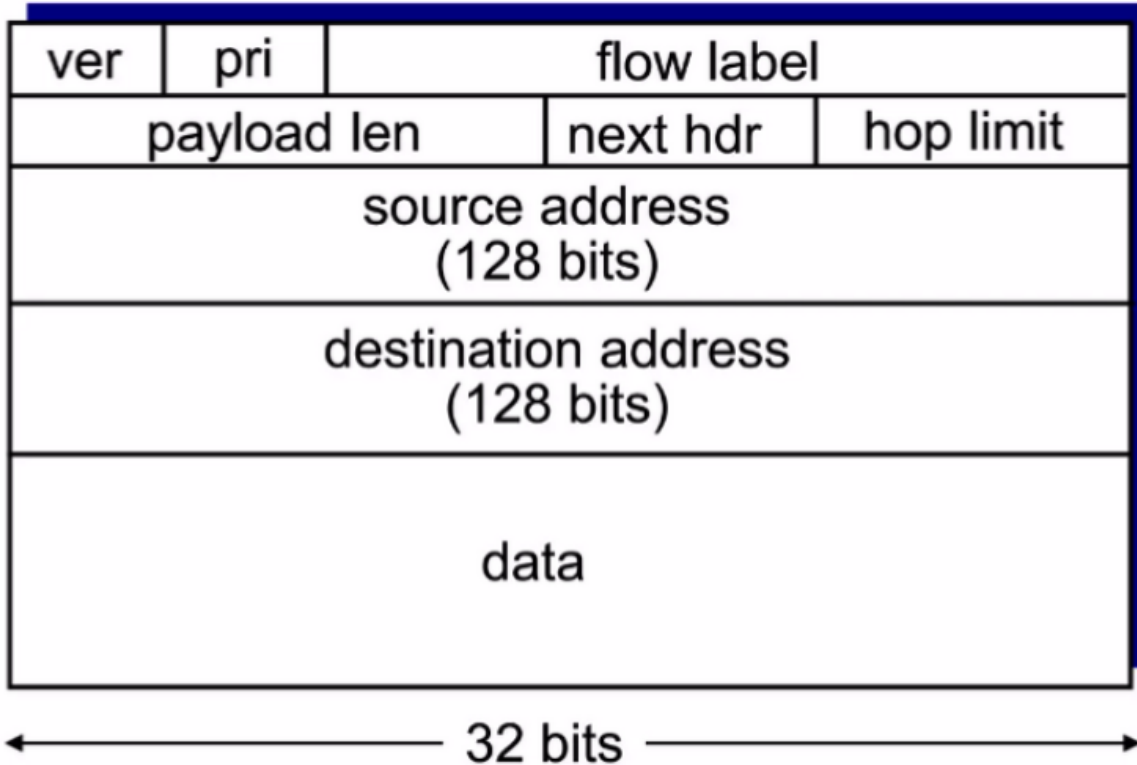 ver pri flow label
payload len next hdr hop limit
source address
(128 bits)
destination address
(128 bits)
data
32 bits